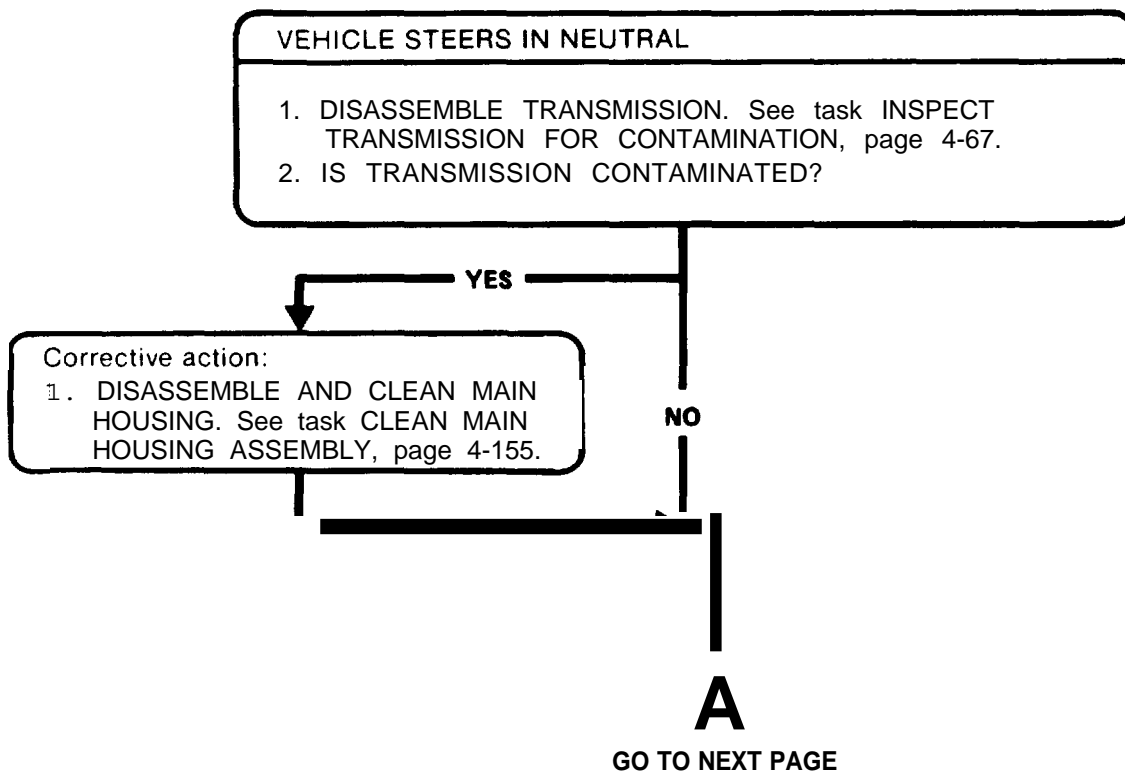 VEHICLE STEERS IN NEUTRAL
1. DISASSEMBLE TRANSMISSION. See task INSPECT
TRANSMISSION FOR CONTAMINATION, page 4-67.
2. IS TRANSMISSION CONTAMINATED?
YES
Corrective action:
1. DISASSEMBLE AND CLEAN MAIN
HOUSING. See task CLEAN MAIN
HOUSING ASSEMBLY, page 4-155.
NO
A
GO TO NEXT PAGE